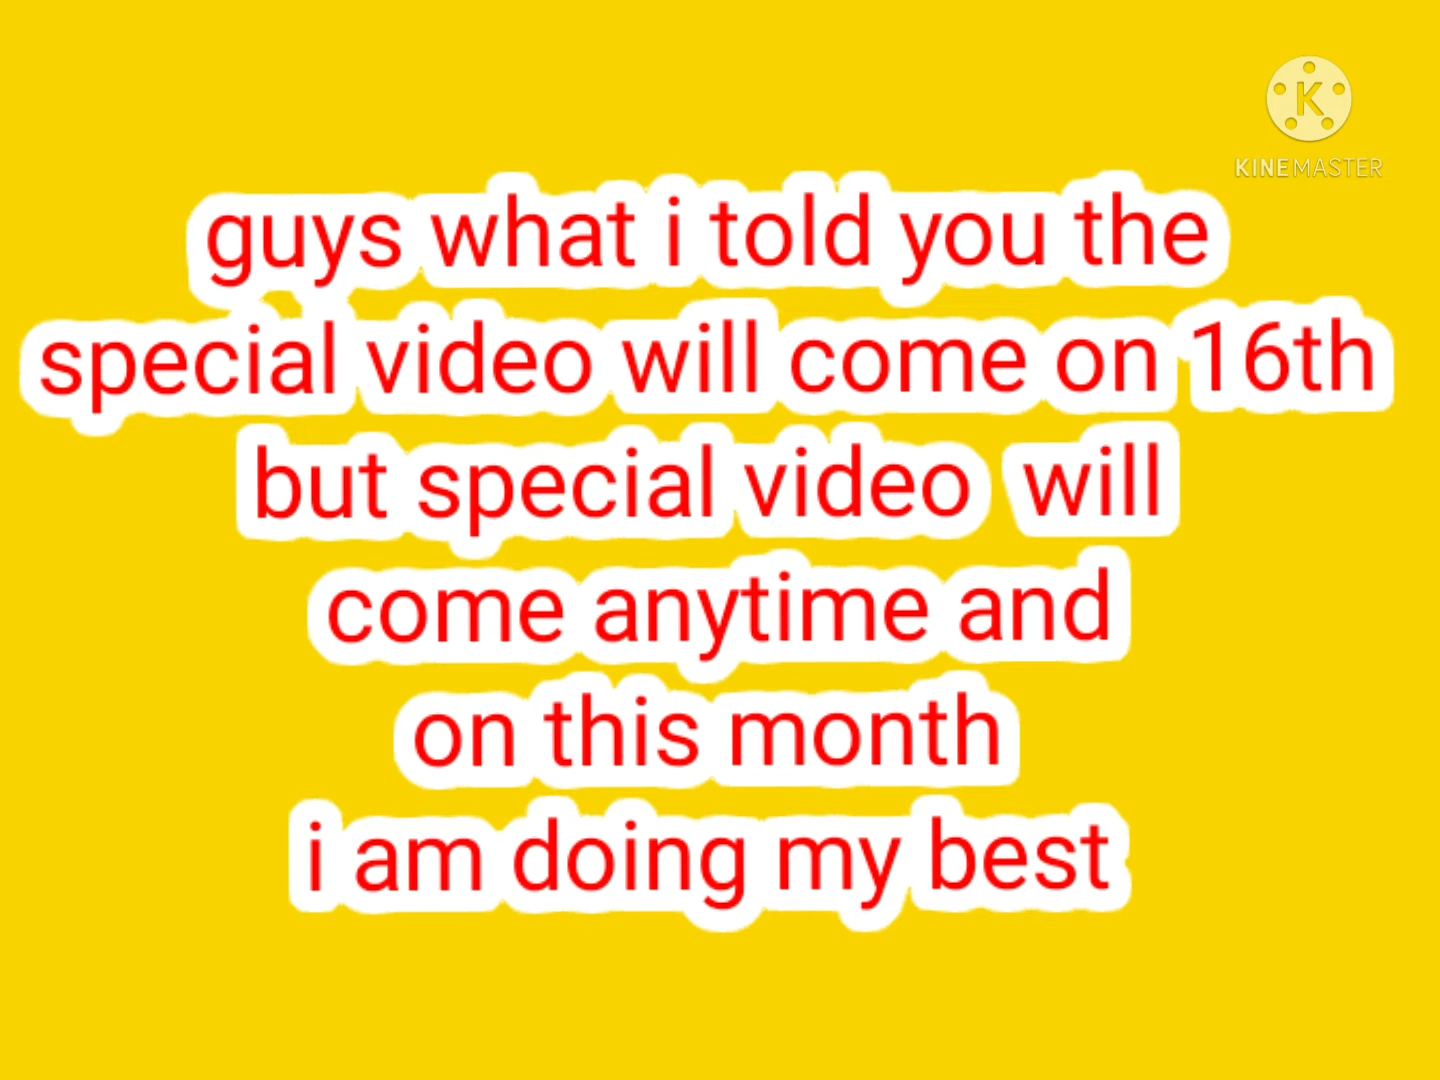 K
KINEMASTER
guys what i told you the
special video will come on 16th
but special video will
come anytime and
on this month
i am doing my best